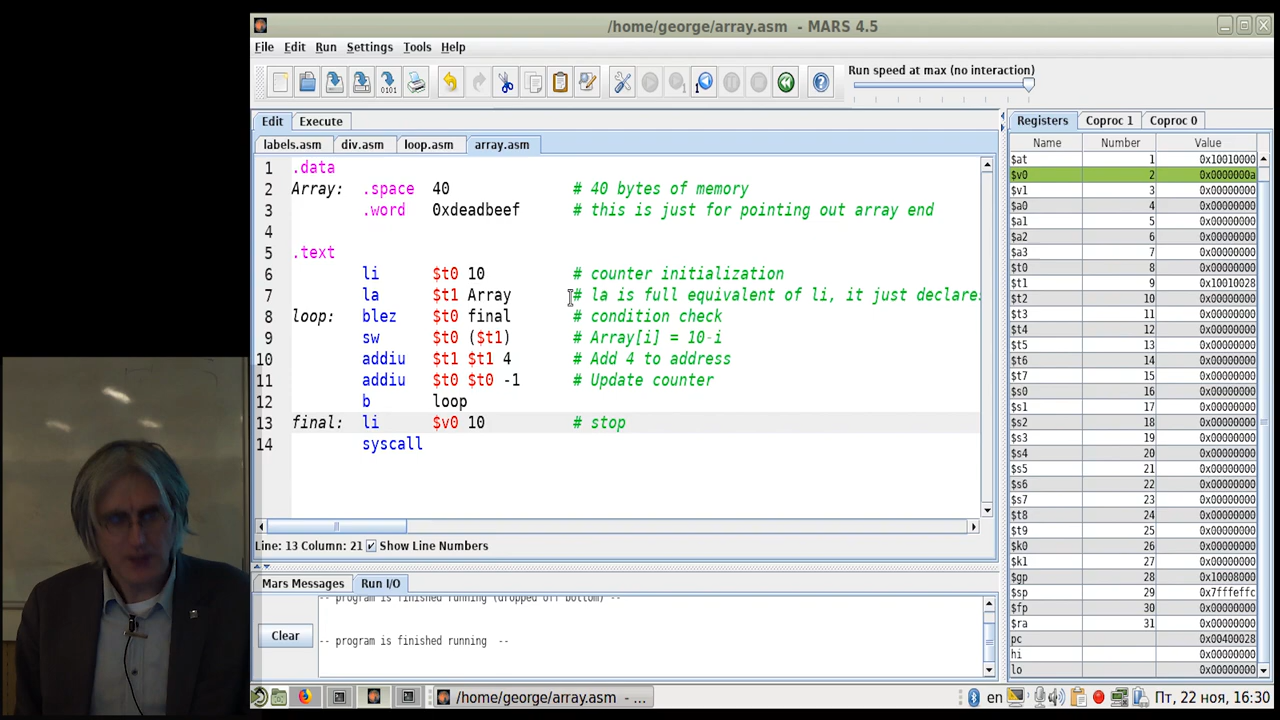 /home/george/array.asm - MARS 4.5
File Edit Run Settings Tools Help
Run speed at max (no interaction)
Edit Execute
labels.asm div.asm loop.asm array.asm
1 .data
2 Array: .space 40 # 40 bytes of memory
3 .word 0xdeadbeef # this is just for pointing out array end
4
5 .text
6 li $t0 10 # counter initialization
7 la $t1 Array # la is full equivalent of li, it just declares
8 loop: blez $t0 final # condition check
9 sw $t0 ($t1) # Array[i] = 10-i
10 addiu $t1 $t1 4 # Add 4 to address
11 addiu $t0 $t0 -1 # Update counter
12 b loop
13 final: li $v0 10 # stop
14 syscall
Line: 13 Column: 21 Show Line Numbers
Mars Messages Run I/O
Clear
-- program is finished running (dropped off bottom) --
-- program is finished running --
Registers Coproc 1 Coproc 0
Name Number Value
$at 1 0x10010000
$v0 2 0x0000000a
$v1 3 0x00000000
$a0 4 0x00000000
$a1 5 0x00000000
$a2 6 0x00000000
$a3 7 0x00000000
$t0 8 0x00000000
$t1 9 0x10010028
$t2 10 0x00000000
$t3 11 0x00000000
$t4 12 0x00000000
$t5 13 0x00000000
$t6 14 0x00000000
$t7 15 0x00000000
$s0 16 0x00000000
$s1 17 0x00000000
$s2 18 0x00000000
$s3 19 0x00000000
$s4 20 0x00000000
$s5 21 0x00000000
$s6 22 0x00000000
$s7 23 0x00000000
$t8 24 0x00000000
$t9 25 0x00000000
$k0 26 0x00000000
$k1 27 0x00000000
$gp 28 0x10008000
$sp 29 0x7fffeffc
$fp 30 0x00000000
$ra 31 0x00000000
pc 0x00400028
hi 0x00000000
lo 0x00000000
/home/george/array.asm - ...
en Пт, 22 ноя, 16:30